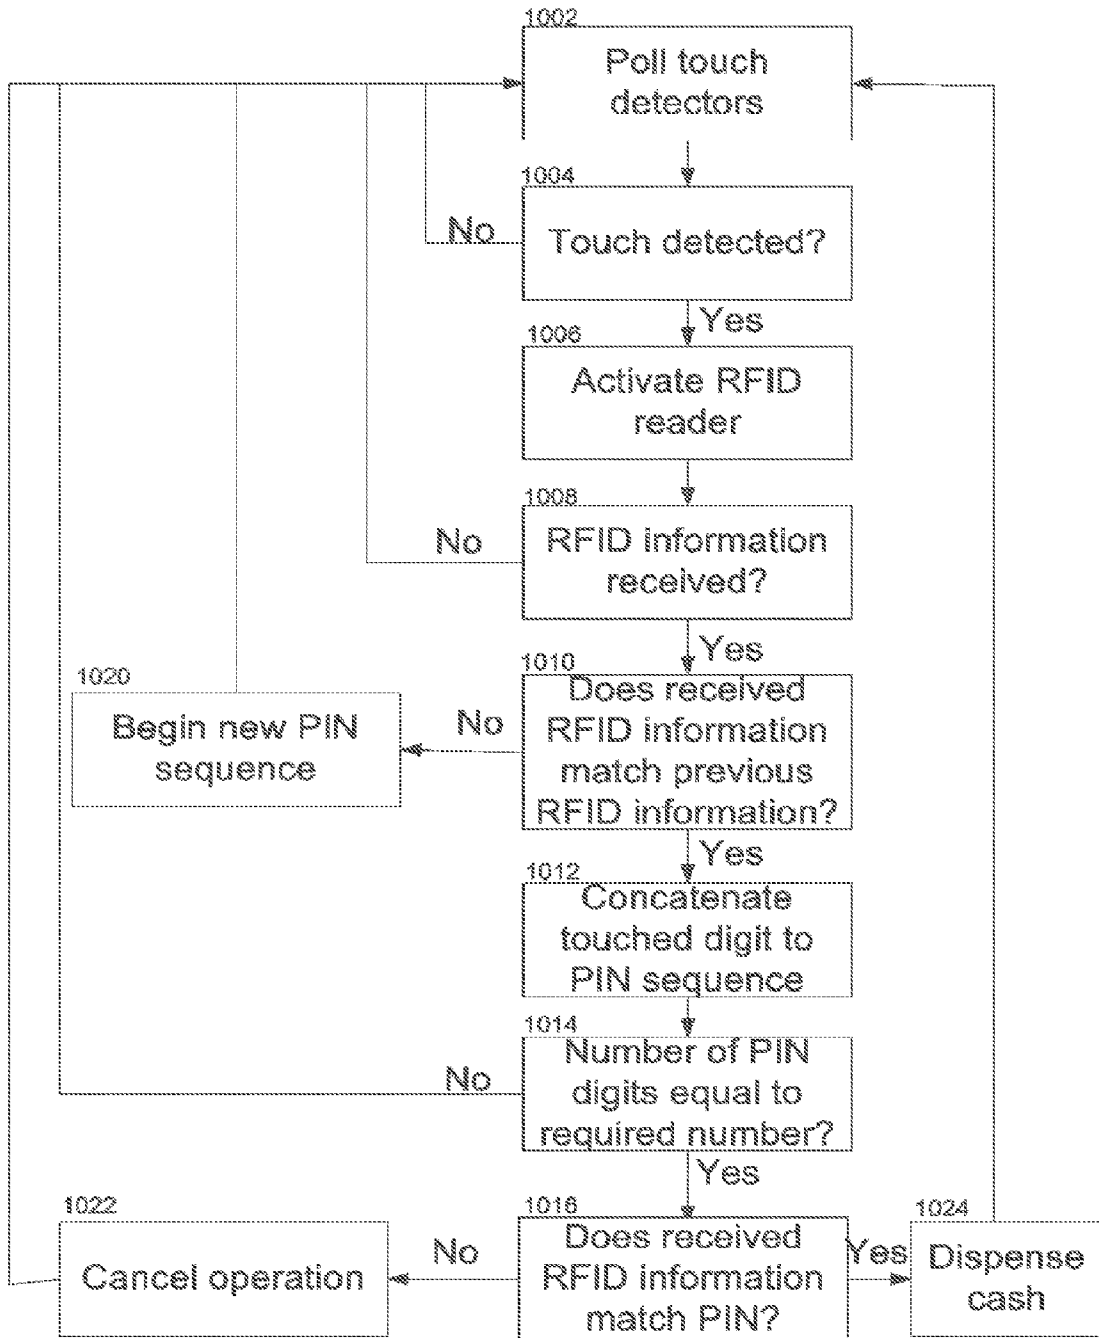 1002
Poll touch
detectors
1004
No
Touch detected?
Yes
1006
Activate RFID
reader
1008
No
RFID information
received?
Yes
1010
1020
Does received
RFID information
match previous
RFID information?
No
Begin new PIN
sequence
Yes
1012
Concatenate
touched digit to
PIN sequence
1014
No
Number of PIN
digits equal to
required number?
Yes
1022
1016
1024
Cancel operation
No
Does received
RFID information
match PIN?
Yes
Dispense
cash